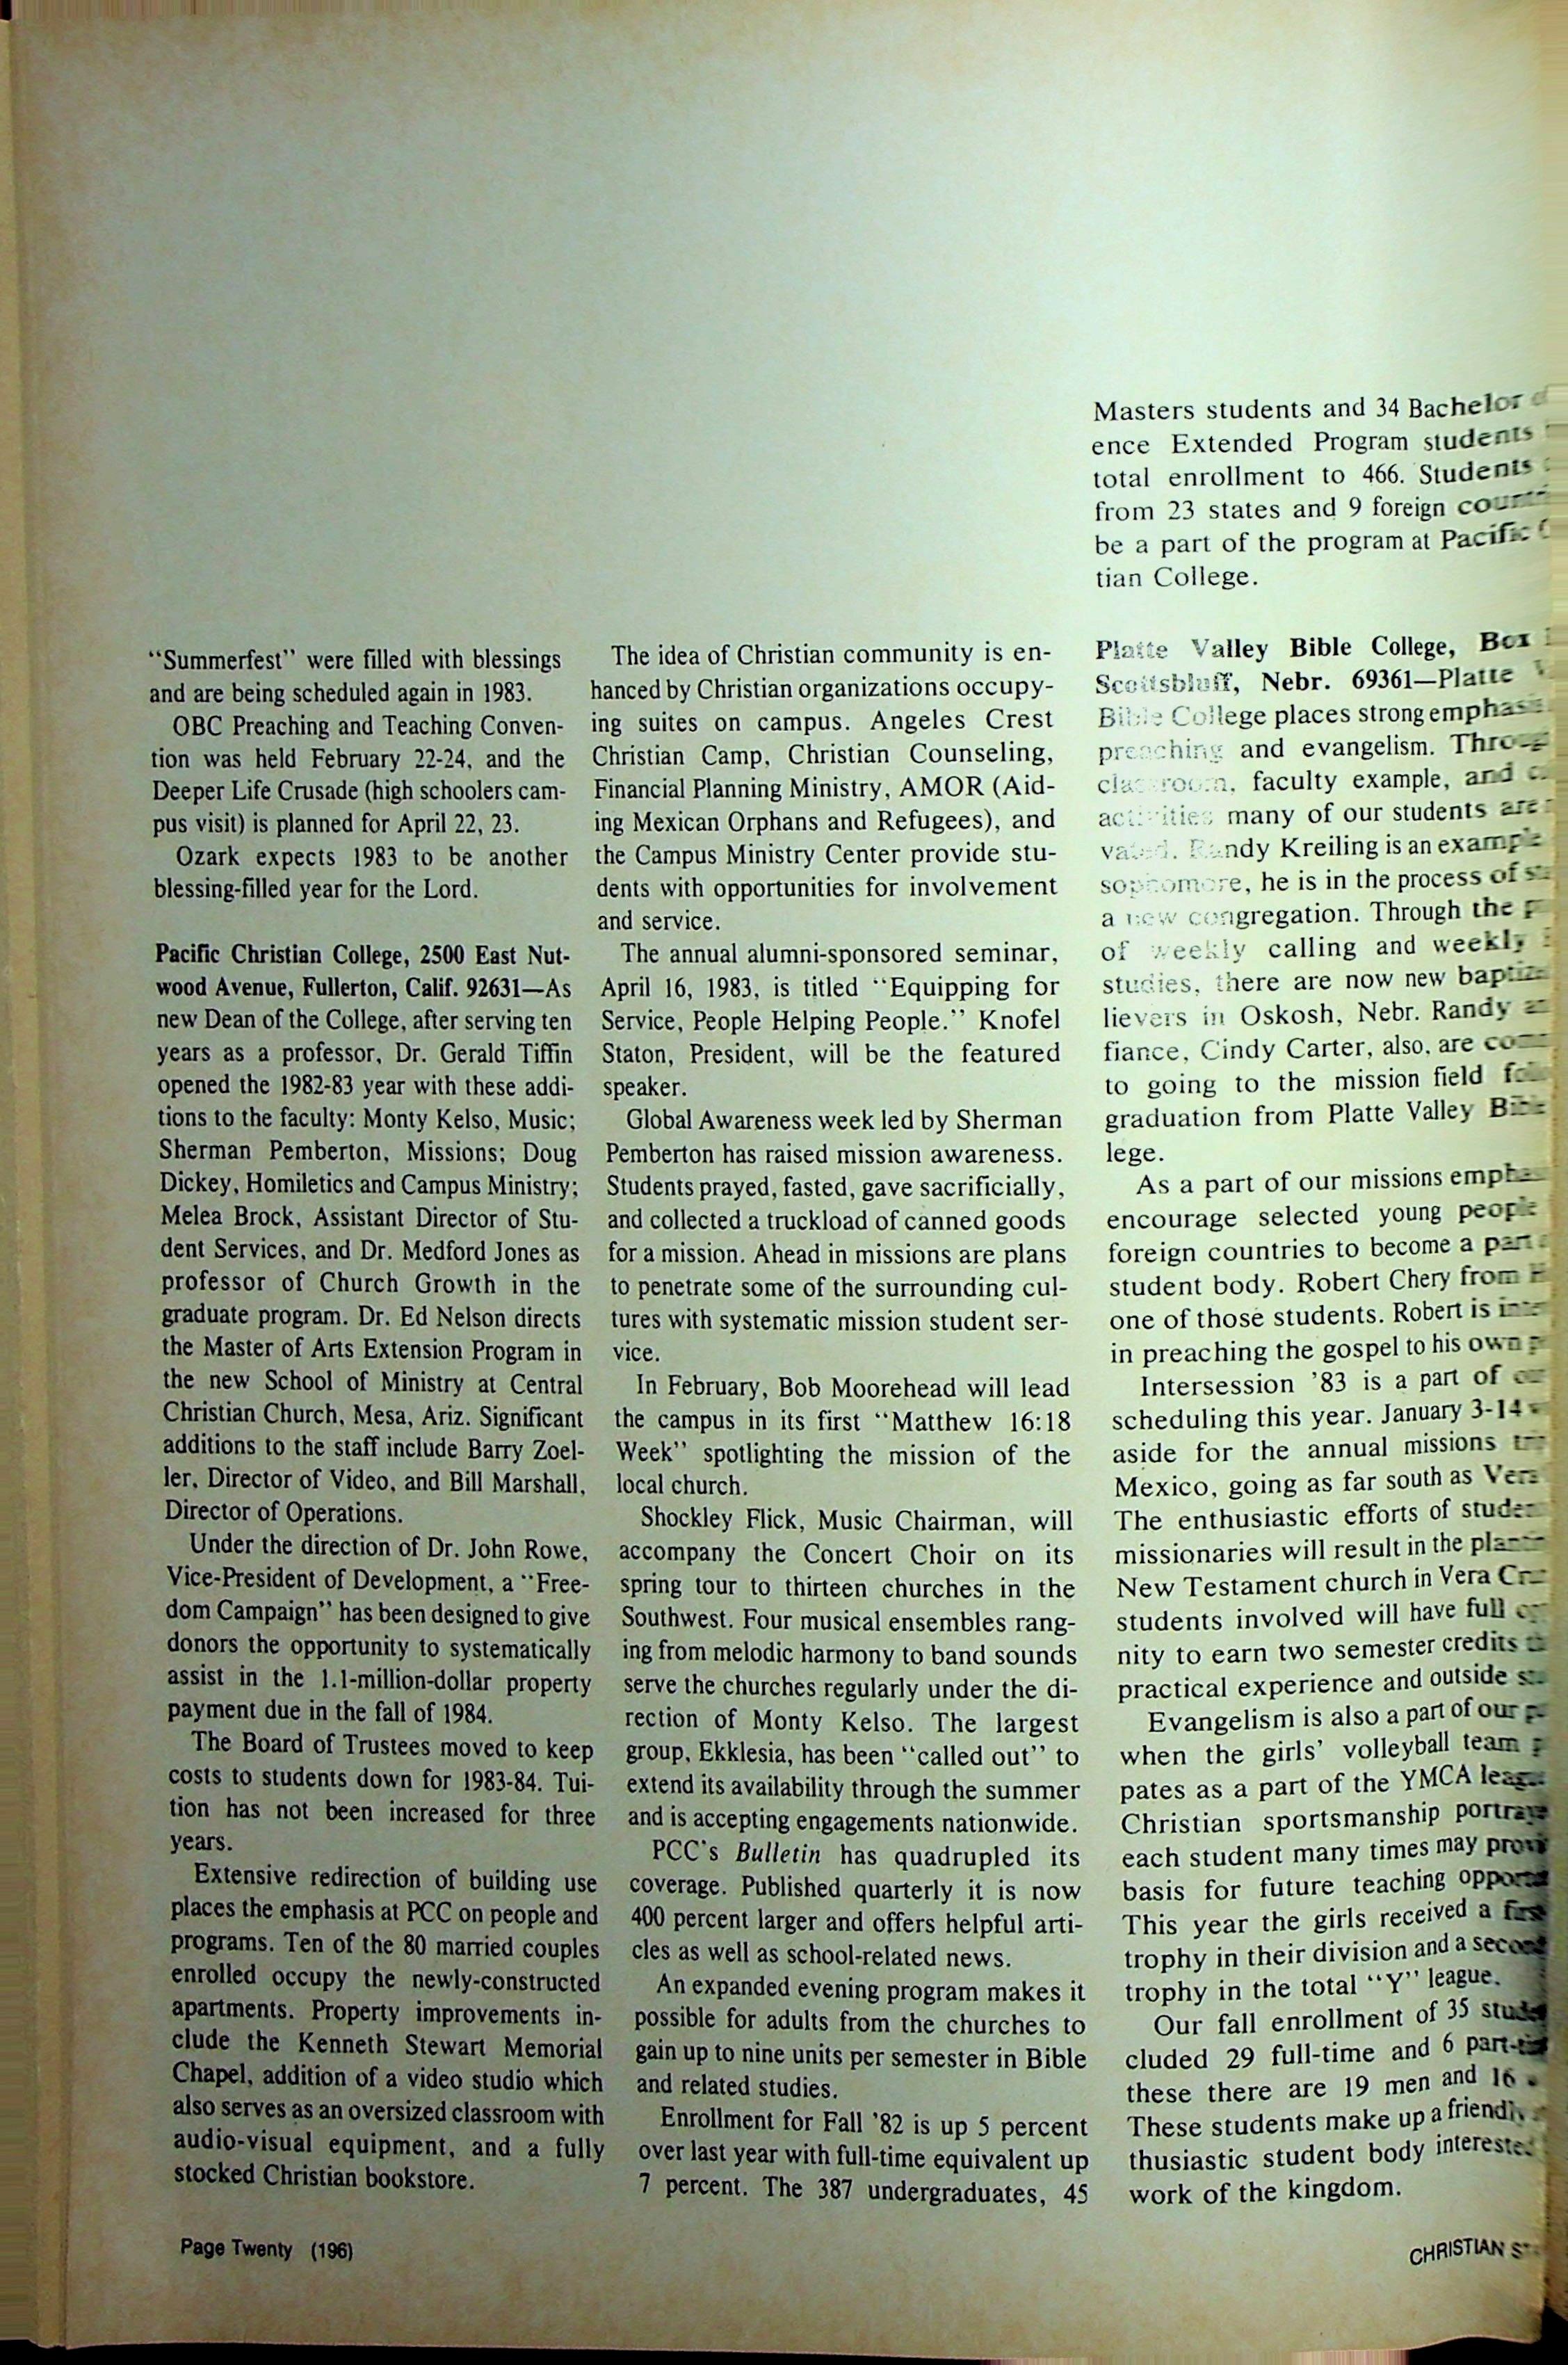 “Summerfest” were filled with blessings
and are being scheduled again in 1983.
OBC Preaching and Teaching Conven-
tion was held February 22-24, and the
Deeper Life Crusade (high schoolers cam-
pus visit) is planned for April 22, 23.
Ozark expects 1983 to be another
blessing-filled year for the Lord.
Pacific Christian College, 2500 East Nut-
wood Avenue, Fullerton, Calif. 92631—As
new Dean of the College, after serving ten
years as a professor, Dr. Gerald Tiffin
opened the 1982-83 year with these addi-
tions to the faculty: Monty Kelso, Music;
Sherman Pemberton, Missions; Doug
Dickey, Homiletics and Campus Ministry;
Melea Brock, Assistant Director of Stu-
dent Services, and Dr. Medford Jones as
professor of Church Growth in the
graduate program. Dr. Ed Nelson directs
the Master of Arts Extension Program in
the new School of Ministry at Central
Christian Church, Mesa, Ariz. Significant
additions to the staff include Barry Zoel-
ler, Director of Video, and Bill Marshall,
Director of Operations.
Under the direction of Dr. John Rowe,
Vice-President of Development, a “Free-
dom Campaign” has been designed to give
donors the opportunity to systematically
assist in the 1.1-million-dollar property
payment due in the fall of 1984.
The Board of Trustees moved to keep
costs to students down for 1983-84. Tui-
tion has not been increased for three
years.
Extensive redirection of building use
places the emphasis at PCC on people and
programs. Ten of the 80 married couples
enrolled occupy the newly-constructed
apartments. Property improvements in-
clude the Kenneth Stewart Memorial
Chapel, addition of a video studio which
also serves as an oversized classroom with
audio-visual equipment, and a fully
stocked Christian bookstore.
The idea of Christian community is en-
hanced by Christian organizations occupy-
ing suites on campus. Angeles Crest
Christian Camp, Christian Counseling,
Financial Planning Ministry, AMOR (Aid-
ing Mexican Orphans and Refugees), and
the Campus Ministry Center provide stu-
dents with opportunities for involvement
and service.
The annual alumni-sponsored seminar,
April 16, 1983, is titled “Equipping for
Service, People Helping People.” Knofel
Staton, President, will be the featured
speaker.
Global Awareness week led by Sherman
Pemberton has raised mission awareness.
Students prayed, fasted, gave sacrificially,
and collected a truckload of canned goods
for a mission. Ahead in missions are plans
to penetrate some of the surrounding cul-
tures with systematic mission student ser-
vice.
In February, Bob Moorehead will lead
the campus in its first “Matthew 16:18
Week” spotlighting the mission of the
local church.
Shockley Flick, Music Chairman, will
accompany the Concert Choir on its
spring tour to thirteen churches in the
Southwest. Four musical ensembles rang-
ing from melodic harmony to band sounds
serve the churches regularly under the di-
rection of Monty Kelso. The largest
group, Ekklesia, has been “called out” to
extend its availability through the summer
and is accepting engagements nationwide.
PCC’s Bulletin has quadrupled its
coverage. Published quarterly it is now
400 percent larger and offers helpful arti-
cles as well as school-related news.
An expanded evening program makes it
possible for adults from the churches to
gain up to nine units per semester in Bible
and related studies.
Enrollment for Fall ’82 is up 5 percent
over last year with full-time equivalent up
7 percent. The 387 undergraduates, 45
Masters students and 34 Bachelor
ence Extended Program students
total enrollment to 466. Students
from 23 states and 9 foreign
be a part of the program at Pacific
tian College.
Platte Valley Bible College, Box
Scottsbluff, Nebr. 69361—Platte
Bible College places strong
preaching and evangelism.
classroom, faculty example, and
activities many of our students are
Randy Kreiling is an example
sophomore, he is in the process of
a new congregation. Through the
of weekly calling and weekly
studies, there are now new
lievers in Oskosh, Nebr. Randy
fiance, Cindy Carter, also, are
to going to the mission field
graduation from Platte Valley
lege.
As a part of our missions
encourage selected young people
foreign countries to become a part
student body. Robert Chery from
one of those students. Robert is
in preaching the gospel to his own
Intersession ’83 is a part of
scheduling this year. January 3-14
aside for the annual missions
Mexico, going as far south as Vera
The enthusiastic efforts of
missionaries will result in the
New Testament church in Vera
students involved will have full
nity to earn two semester credits
practical experience and outside
Evangelism is also a part of our
when the girls’ volleyball team
pates as a part of the YMCA
Christian sportsmanship
each student many times may
basis for future teaching
This year the girls received a first
trophy in their division and a second
trophy in the total “Y” league.
Our fall enrollment of 35
cluded 29 full-time and 6
these there are 19 men and 16
These students make up a friendly,
thusiastic student body
work of the kingdom.
Page Twenty (196)
CHRISTIAN